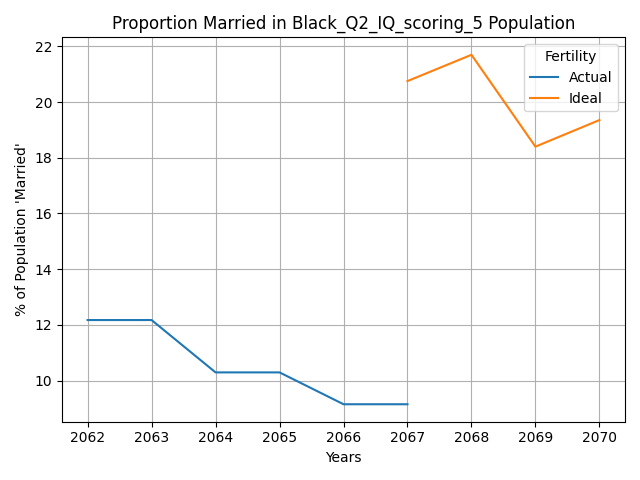 Proportion Married in Black_Q2_IQ_scoring_5 Population
Fertility
Actual
Ideal
% of Population 'Married'
22
20
18
16
14
12
10
2062 2063 2064 2065 2066 2067 2068 2069 2070
Years